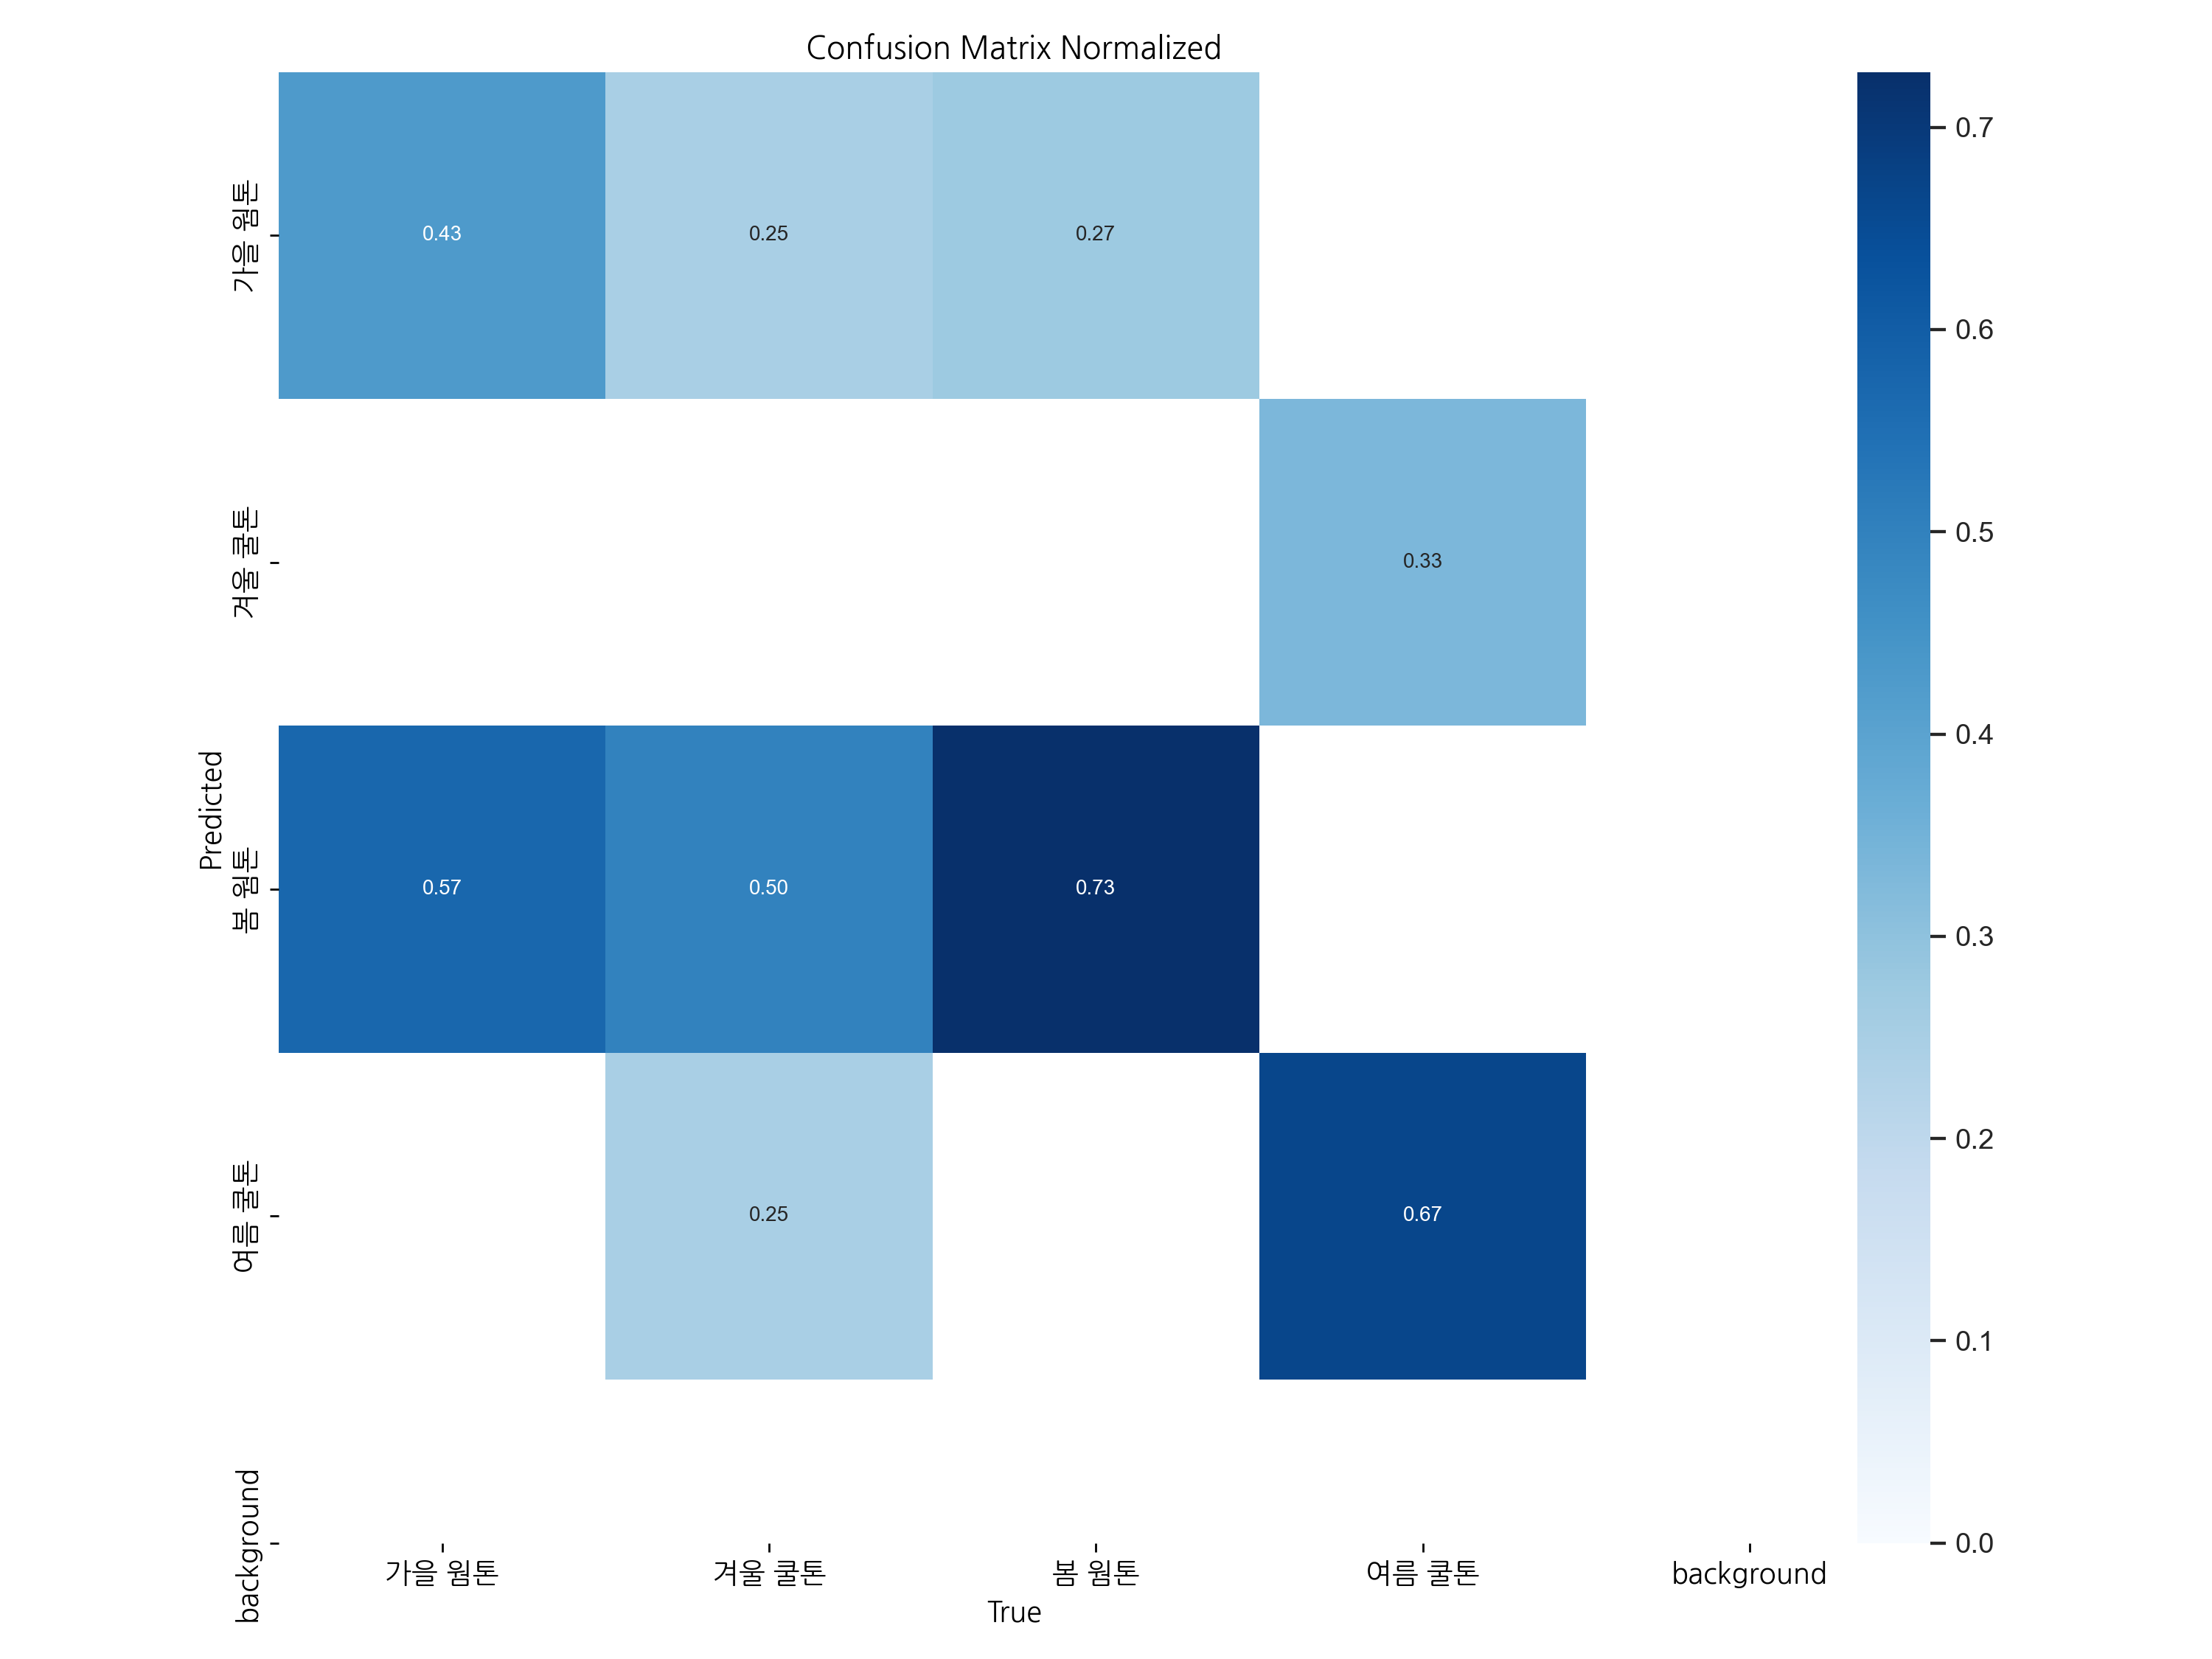 Confusion Matrix Normalized
가을 웜톤
0.43
0.25
0.27
겨울 쿨톤
0.33
Predicted
봄 웜톤
0.57
0.50
0.73
여름 쿨톤
0.25
0.67
background
가을 웜톤
겨울 쿨톤
봄 웜톤
여름 쿨톤
background
True
0.7
0.6
0.5
0.4
0.3
0.2
0.1
0.0